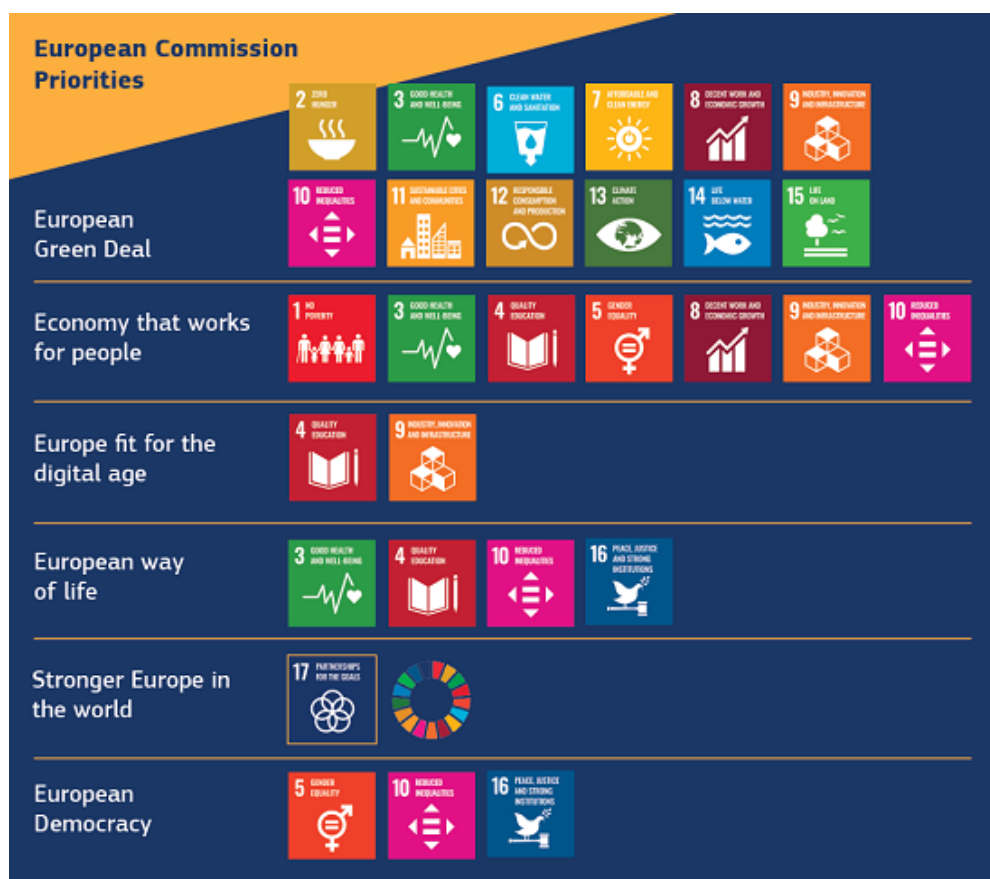 European Commission
Priorities
2 ZERO
HUNGER
3 GOOD HEALTH
AND WELL-BEING
6 CLEAN WATER
AND SANITATION
7 AFFORDABLE AND
CLEAN ENERGY
8 DECENT WORK AND
ECONOMIC GROWTH
9 INDUSTRY, INNOVATION
AND INFRASTRUCTURE
European
Green Deal
10 REDUCED
INEQUALITIES
11 SUSTAINABLE CITIES
AND COMMUNITIES
12 RESPONSIBLE
CONSUMPTION
AND PRODUCTION
13 CLIMATE
ACTION
14 LIFE
BELOW WATER
15 LIFE
ON LAND
Economy that works
for people
1 NO
POVERTY
3 GOOD HEALTH
AND WELL-BEING
4 QUALITY
EDUCATION
5 GENDER
EQUALITY
8 DECENT WORK AND
ECONOMIC GROWTH
9 INDUSTRY, INNOVATION
AND INFRASTRUCTURE
10 REDUCED
INEQUALITIES
Europe fit for the
digital age
4 QUALITY
EDUCATION
9 INDUSTRY, INNOVATION
AND INFRASTRUCTURE
European way
of life
3 GOOD HEALTH
AND WELL-BEING
4 QUALITY
EDUCATION
10 REDUCED
INEQUALITIES
16 PEACE, JUSTICE
AND STRONG
INSTITUTIONS
Stronger Europe in
the world
17 PARTNERSHIPS
FOR THE GOALS
European
Democracy
5 GENDER
EQUALITY
10 REDUCED
INEQUALITIES
16 PEACE, JUSTICE
AND STRONG
INSTITUTIONS